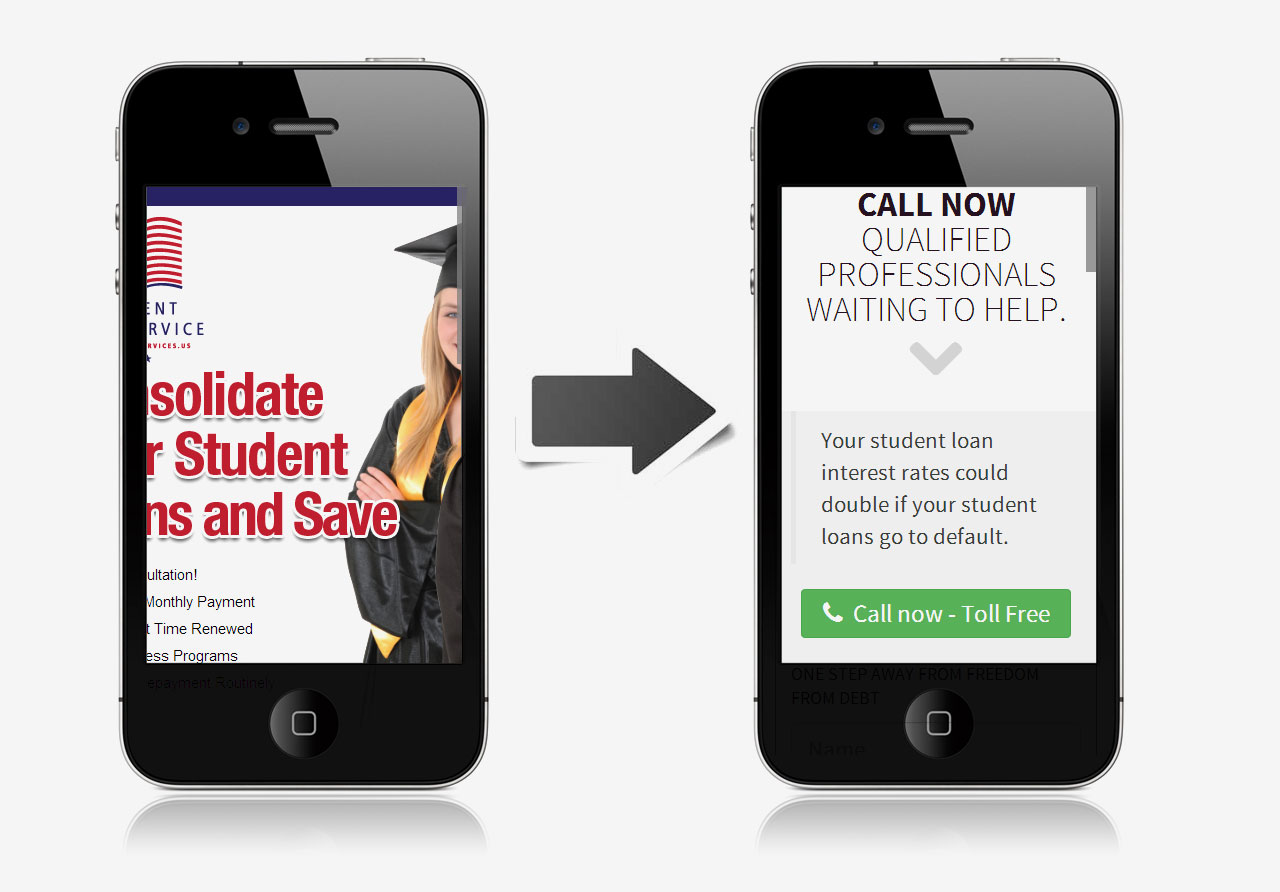 ENT
RVICE
RVICES.US
nsolidate
r Student
ns and Save
ultation!
Monthly Payment
t Time Renewed
ess Programs
epayment Routinely
CALL NOW
QUALIFIED
PROFESSIONALS
WAITING TO HELP.
Your student loan
interest rates could
double if your student
loans go to default.
Call now - Toll Free
ONE STEP AWAY FROM FREEDOM
FROM DEBT
Name